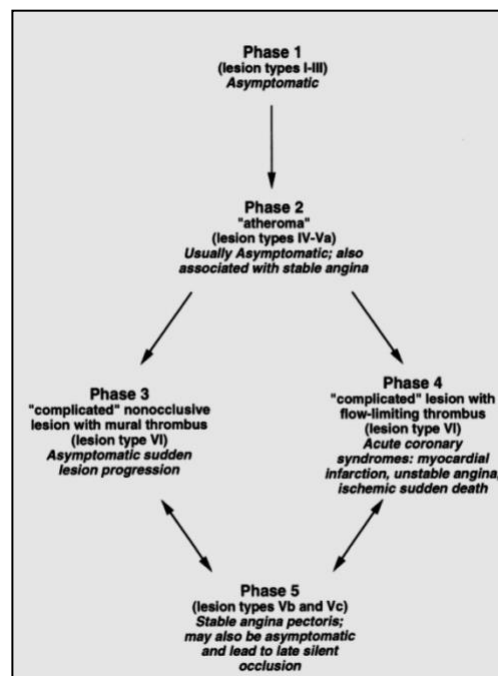 Phase 1
(lesion types I-III)
Asymptomatic
Phase 2
"atheroma"
(lesion types IV-Va)
Usually Asymptomatic; also
associated with stable angina
Phase 3
"complicated" nonocclusive
lesion with mural thrombus
(lesion type VI)
Asymptomatic sudden
lesion progression
Phase 4
"complicated" lesion with
flow-limiting thrombus
(lesion type VI)
Acute coronary
syndromes: myocardial
infarction, unstable angina,
ischemic sudden death
Phase 5
(lesion types Vb and Vc)
Stable angina pectoris;
may also be asymptomatic
and lead to late silent
occlusion